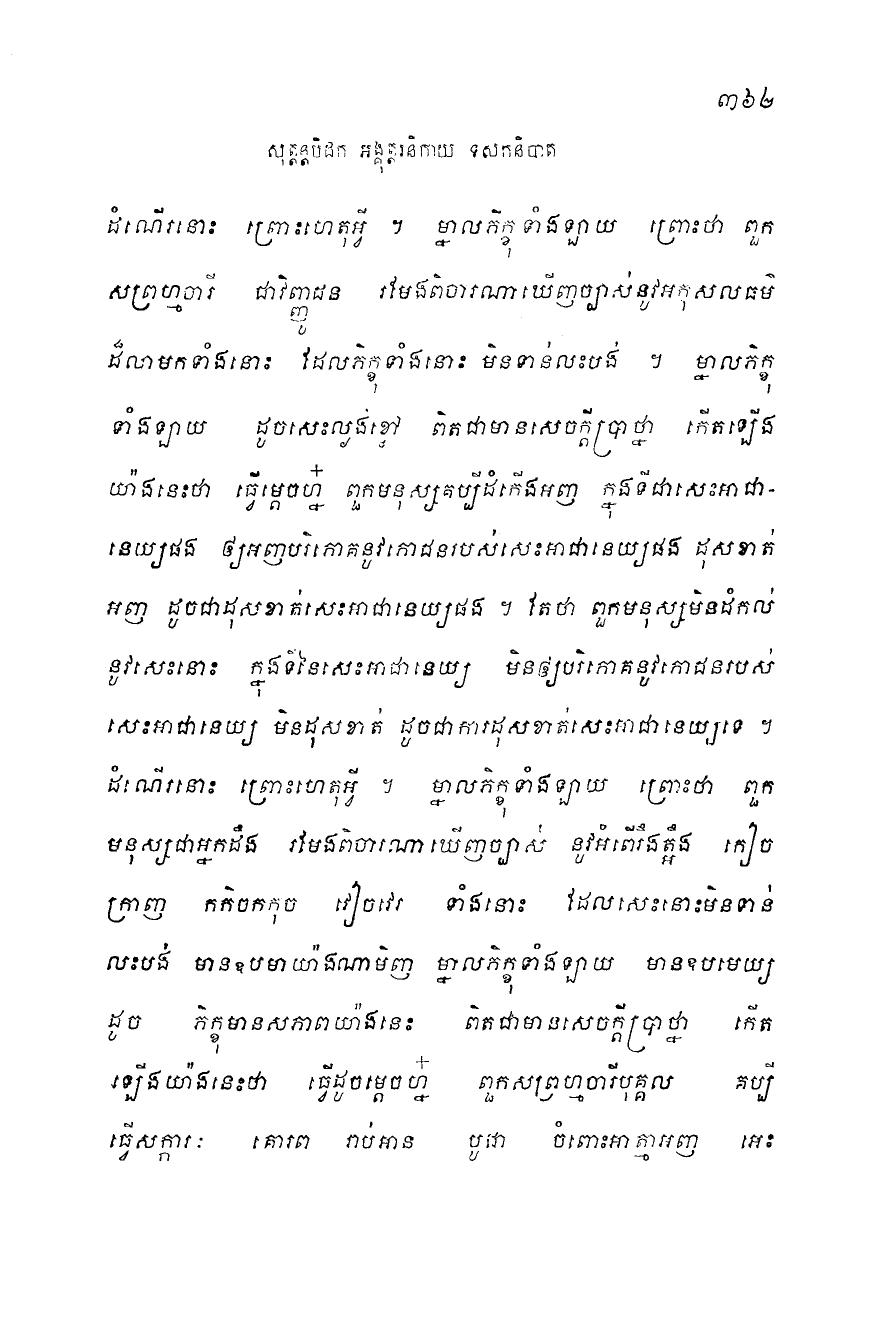 ៣៦២
សុត្តន្តបិដក អង្គុត្តរនិកាយ ទសកនិបាត
ដំណើរនោះ ព្រោះហេតុអ្វី ។ ម្នាលភិក្ខុទាំងឡាយ ព្រោះថា ពួក
សព្រហ្មចារី ជាវិញ្ញូជន រមែងពិចារណាឃើញច្បាស់នូវអកុសលធម៌
ដ៏លាមកទាំងនោះ ដែលភិក្ខុទាំងនោះ មិនទាន់លះបង់ ។ ម្នាលភិក្ខុ
ទាំងឡាយ ដូចសេះល្ងង់ខ្លៅ ពិតជាមានសេចក្តីប្រាថ្នា កើតឡើង
យ៉ាងនេះថា ធ្វើម្តេចហ្ន៎ ពួកមនុស្សគប្បីដំកើងអញ ក្នុងទីជាសេះអាជា-
នេយ្យផង ឲ្យអញបរិភោគនូវភោជនរបស់សេះអាជានេយ្យផង ដុសខាត់
អញ ដូចជាដុសខាត់សេះអាជានេយ្យផង ។ តែថា ពួកមនុស្សមិនដំកល់
នូវសេះនោះ ក្នុងទីនៃសេះអាជានេយ្យ មិនឲ្យបរិភោគនូវភោជនរបស់
សេះអាជានេយ្យ មិនដុសខាត់ ដូចជាការដុសខាត់សេះអាជានេយ្យទេ ។
ដំណើរនោះ ព្រោះហេតុអ្វី ។ ម្នាលភិក្ខុទាំងឡាយ ព្រោះថា ពួក
មនុស្សជាអ្នកដឹង រមែងពិចារណាឃើញច្បាស់ នូវអំពើរឹងត្អឹង កៀច
ក្រាញ កកិចកកុច វៀចវេរ ទាំងនោះ ដែលសេះនោះមិនទាន់
លះបង់ មានឧបមាយ៉ាងណាមិញ ម្នាលភិក្ខុទាំងឡាយ មានឧបមេយ្យ
ដូច ភិក្ខុមានសភាពយ៉ាងនេះ ពិតជាមានសេចក្តីប្រាថ្នា កើត
ឡើងយ៉ាងនេះថា ធ្វើដូចម្តេចហ្ន៎ ពួកសព្រហ្មចារីបុគ្គល គប្បី
ធ្វើសក្ការៈ គោរព រាប់អាន បូជា ចំពោះអាត្មាអញ អេះ